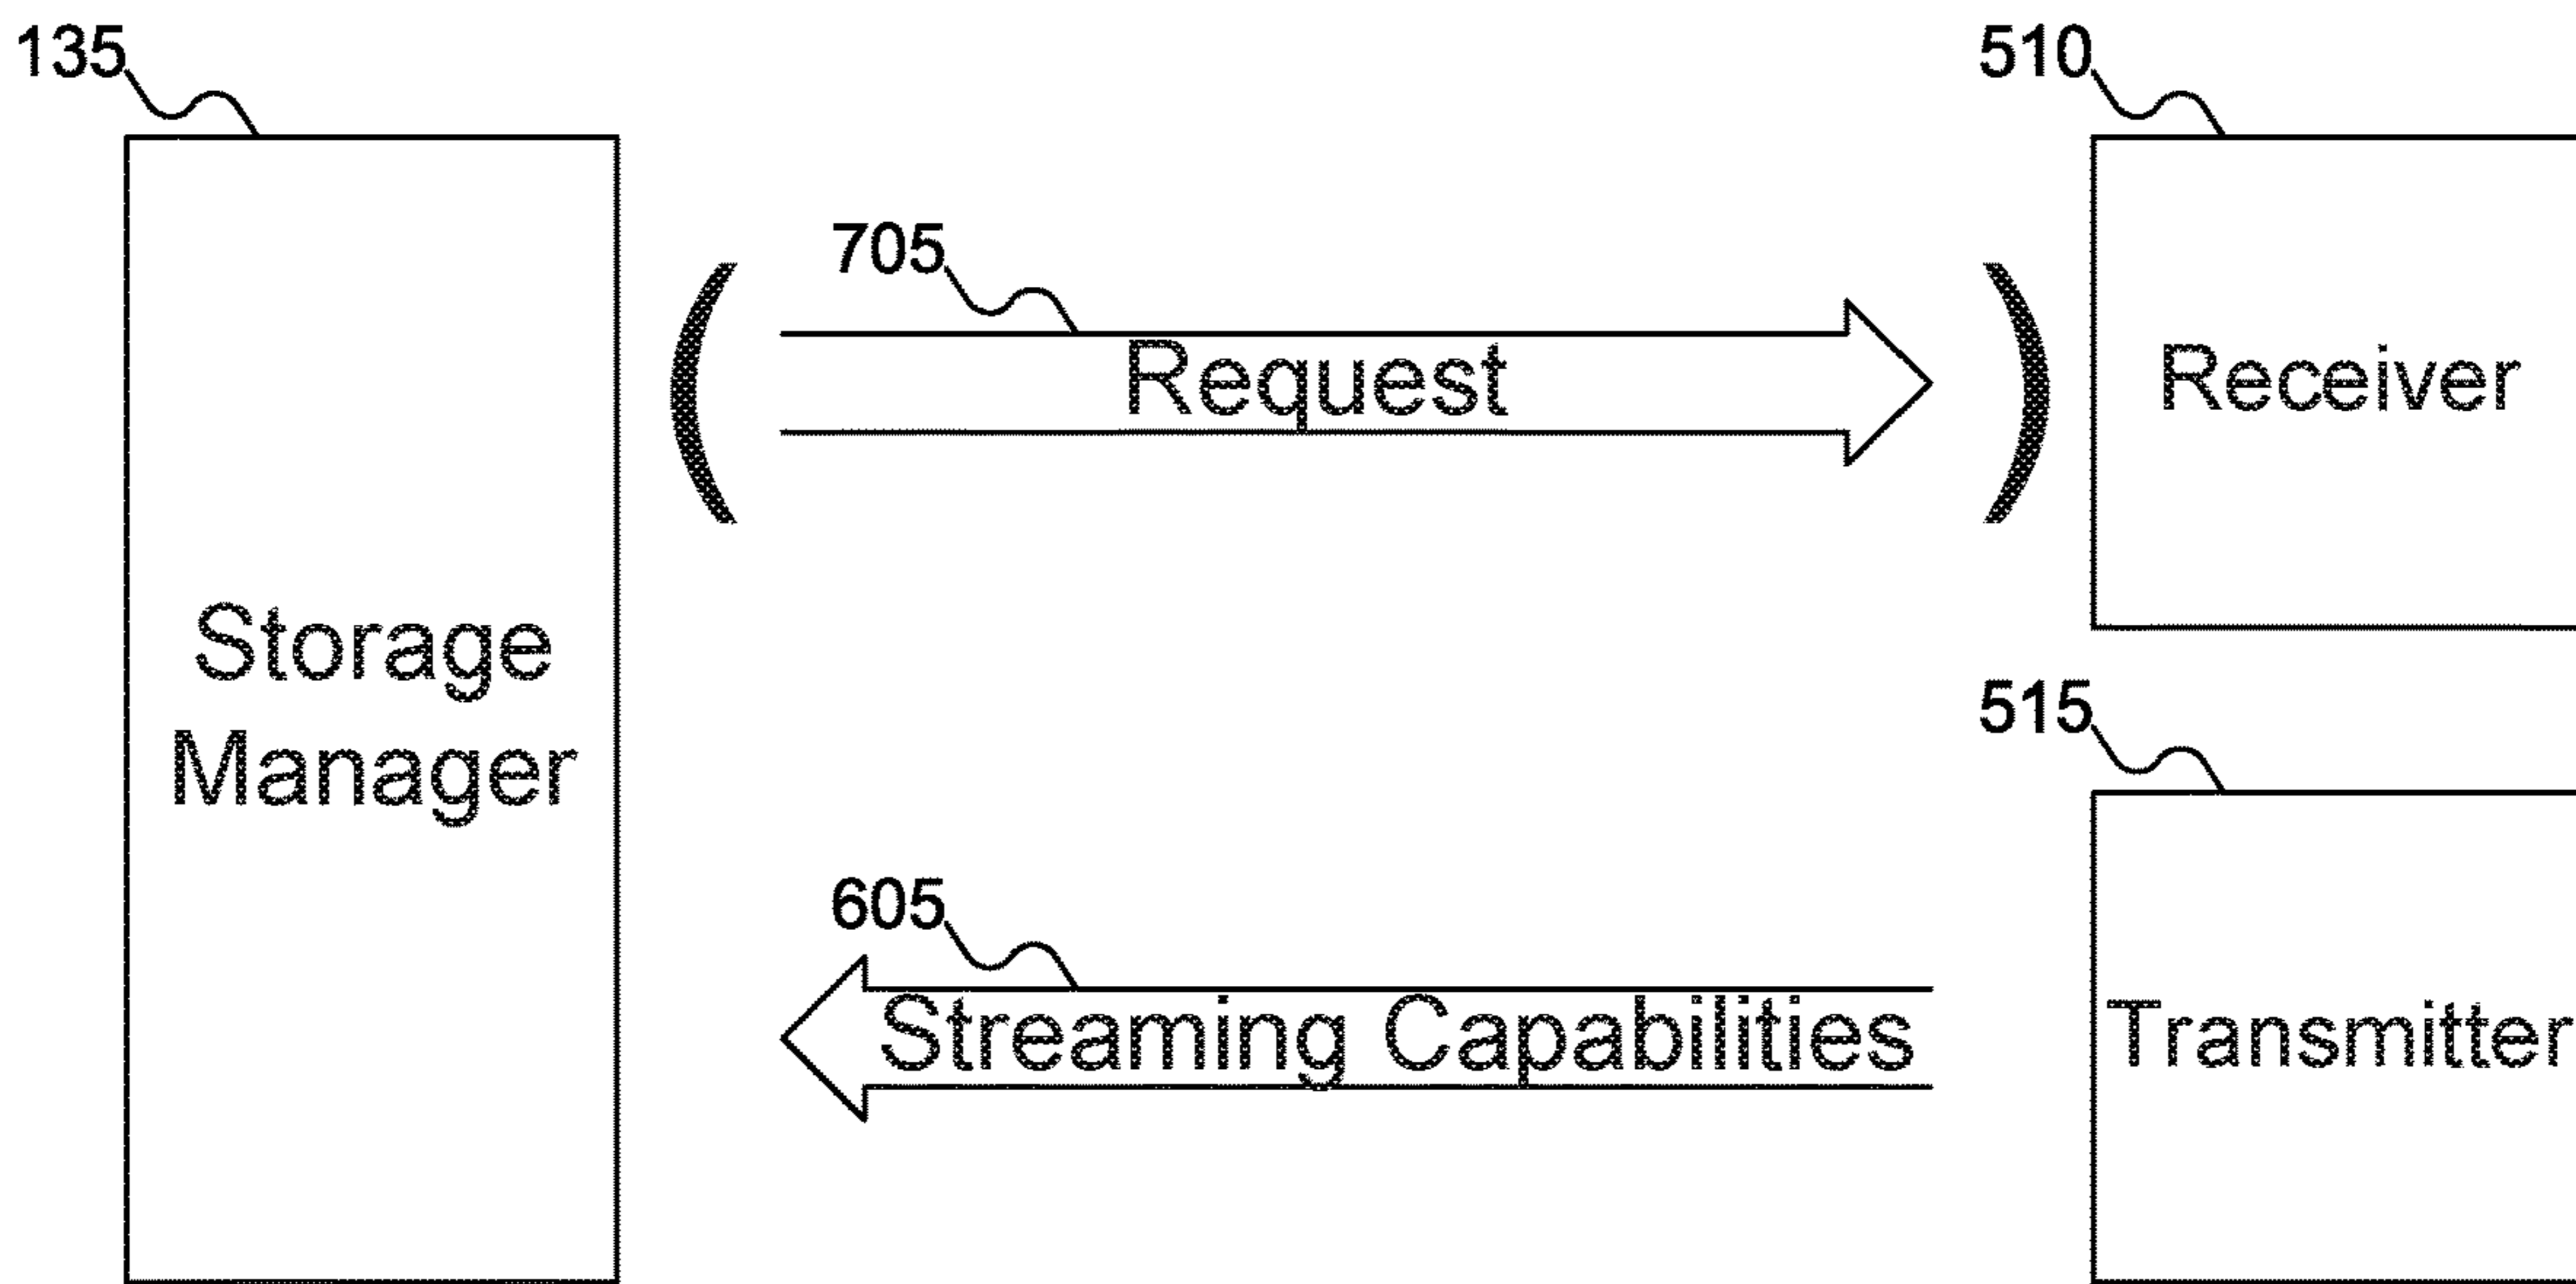 135
510
705
(
Request
)
Receiver
Storage
Manager
515
605
Streaming Capabilities
Transmitter